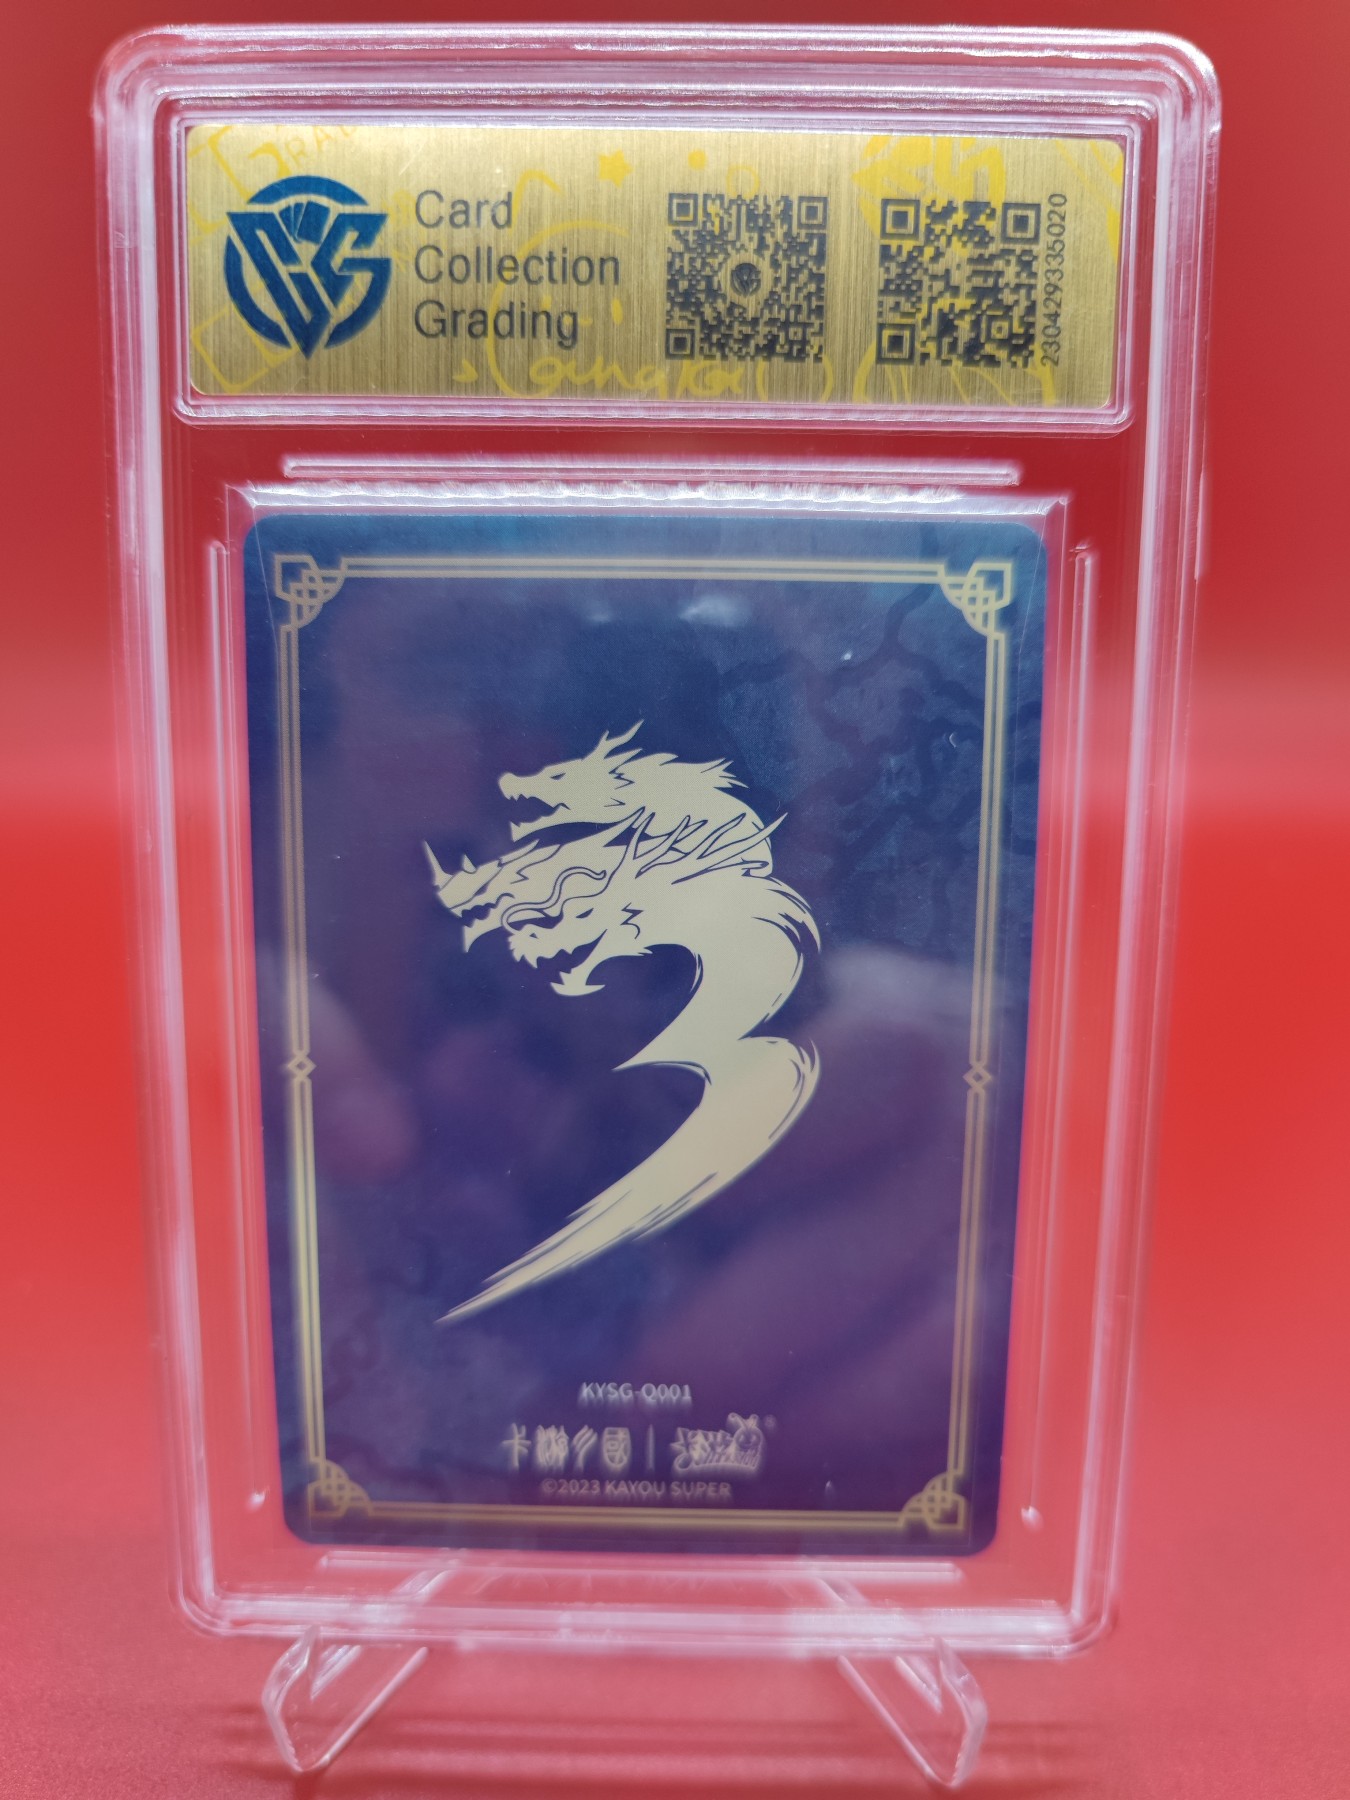 Card
Collection
Grading
2304293335020
KYSG-Q001
卡游三国
©2023 KAYOU SUPER